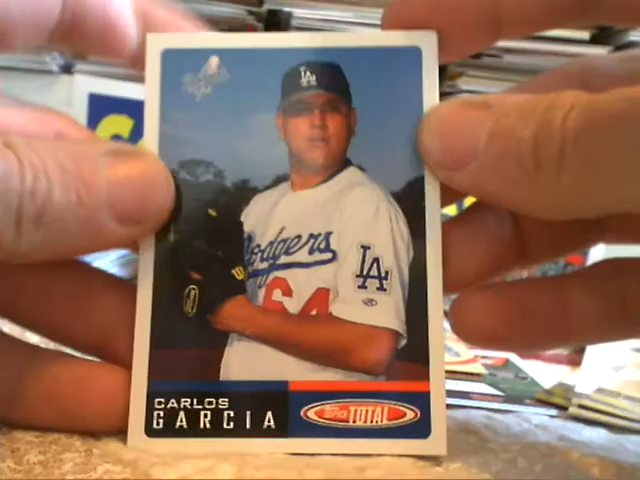 LA
Dodgers
LA
64
CARLOS
GARCIA
TOPPS TOTAL